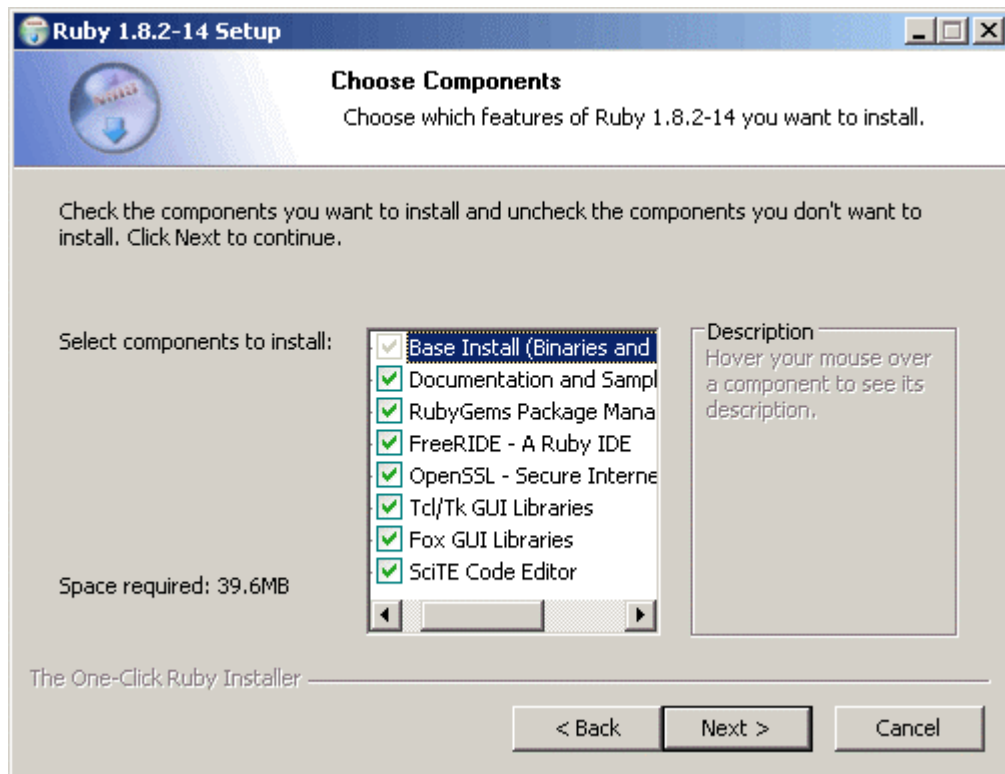 Ruby 1.8.2-14 Setup
Choose Components
Choose which features of Ruby 1.8.2-14 you want to install.
Check the components you want to install and uncheck the components you don't want to
install. Click Next to continue.
Select components to install:
Base Install (Binaries and
Documentation and Sampl
RubyGems Package Mana
FreeRIDE - A Ruby IDE
OpenSSL - Secure Interne
Tcl/Tk GUI Libraries
Fox GUI Libraries
SciTE Code Editor
Description
Hover your mouse over
a component to see its
description.
Space required: 39.6MB
The One-Click Ruby Installer
< Back
Next >
Cancel